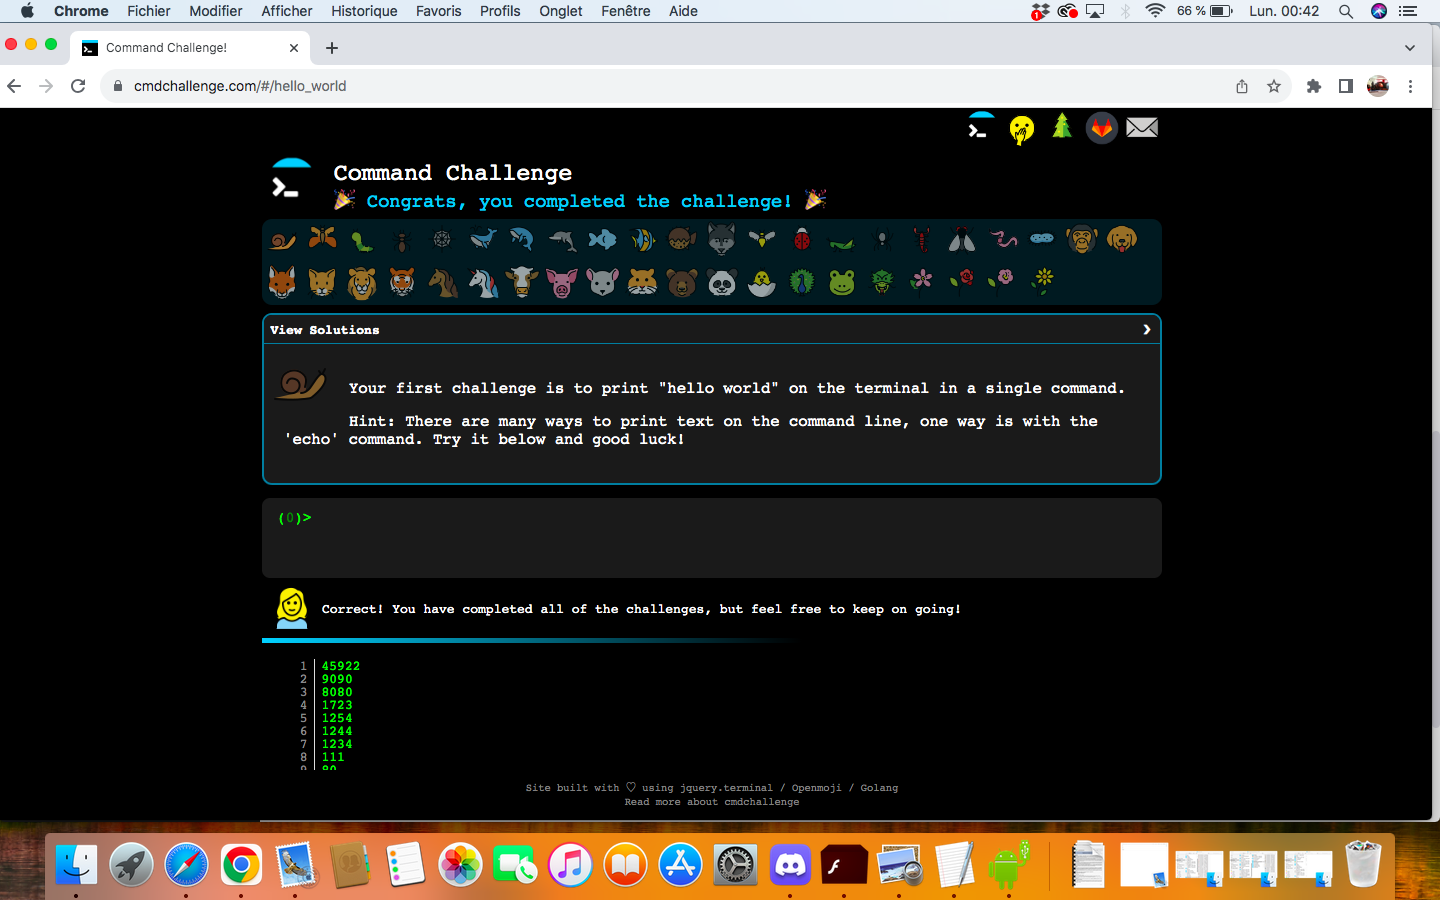 Chrome Fichier Modifier Afficher Historique Favoris Profils Onglet Fenêtre Aide 1 66 % Lun. 00:42
Command Challenge!
cmdchallenge.com/#/hello_world
Command Challenge
Congrats, you completed the challenge!
View Solutions
Your first challenge is to print "hello world" on the terminal in a single command.
Hint: There are many ways to print text on the command line, one way is with the
'echo' command. Try it below and good luck!
(0)>
Correct! You have completed all of the challenges, but feel free to keep on going!
1 45922
2 9090
3 8080
4 1723
5 1254
6 1244
7 1234
8 111
9 80
Site built with ♡ using jquery.terminal / Openmoji / Golang
Read more about cmdchallenge